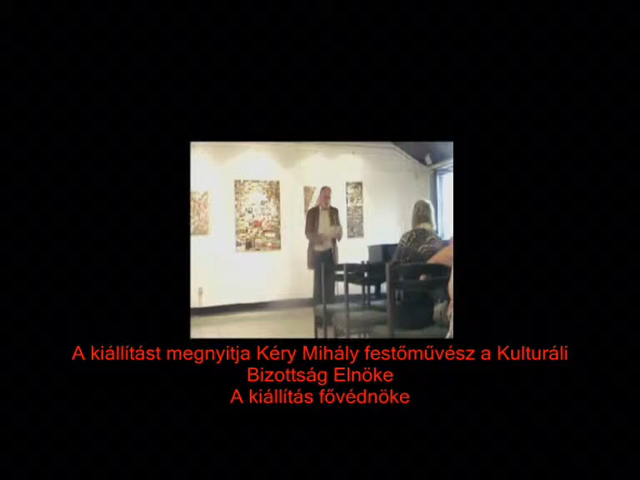 A kiállítást megnyitja Kéry Mihály festőművész a Kulturáli
Bizottság Elnöke
A kiállítás fővédnöke